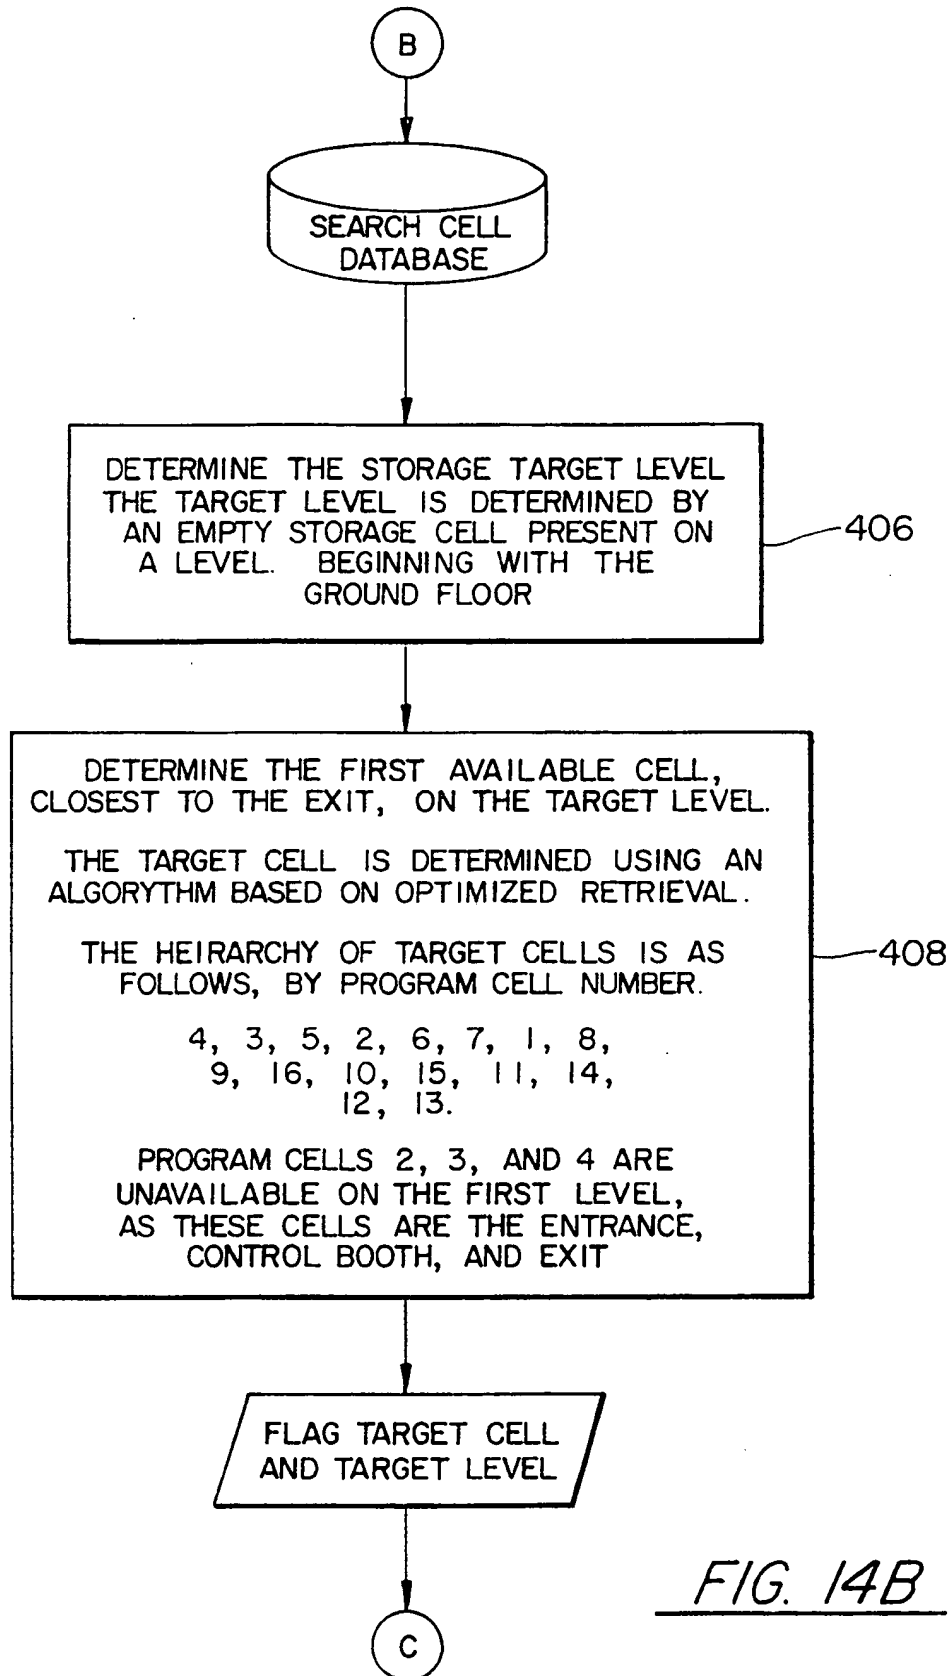 B
SEARCH CELL
DATABASE
DETERMINE THE STORAGE TARGET LEVEL
THE TARGET LEVEL IS DETERMINED BY
AN EMPTY STORAGE CELL PRESENT ON
A LEVEL. BEGINNING WITH THE
GROUND FLOOR
406
DETERMINE THE FIRST AVAILABLE CELL,
CLOSEST TO THE EXIT, ON THE TARGET LEVEL.
THE TARGET CELL IS DETERMINED USING AN
ALGORYTHM BASED ON OPTIMIZED RETRIEVAL.
THE HEIRARCHY OF TARGET CELLS IS AS
FOLLOWS, BY PROGRAM CELL NUMBER.
4, 3, 5, 2, 6, 7, 1, 8,
9, 16, 10, 15, 11, 14,
12, 13.
PROGRAM CELLS 2, 3, AND 4 ARE
UNAVAILABLE ON THE FIRST LEVEL,
AS THESE CELLS ARE THE ENTRANCE,
CONTROL BOOTH, AND EXIT
408
FLAG TARGET CELL
AND TARGET LEVEL
C
FIG. 14B